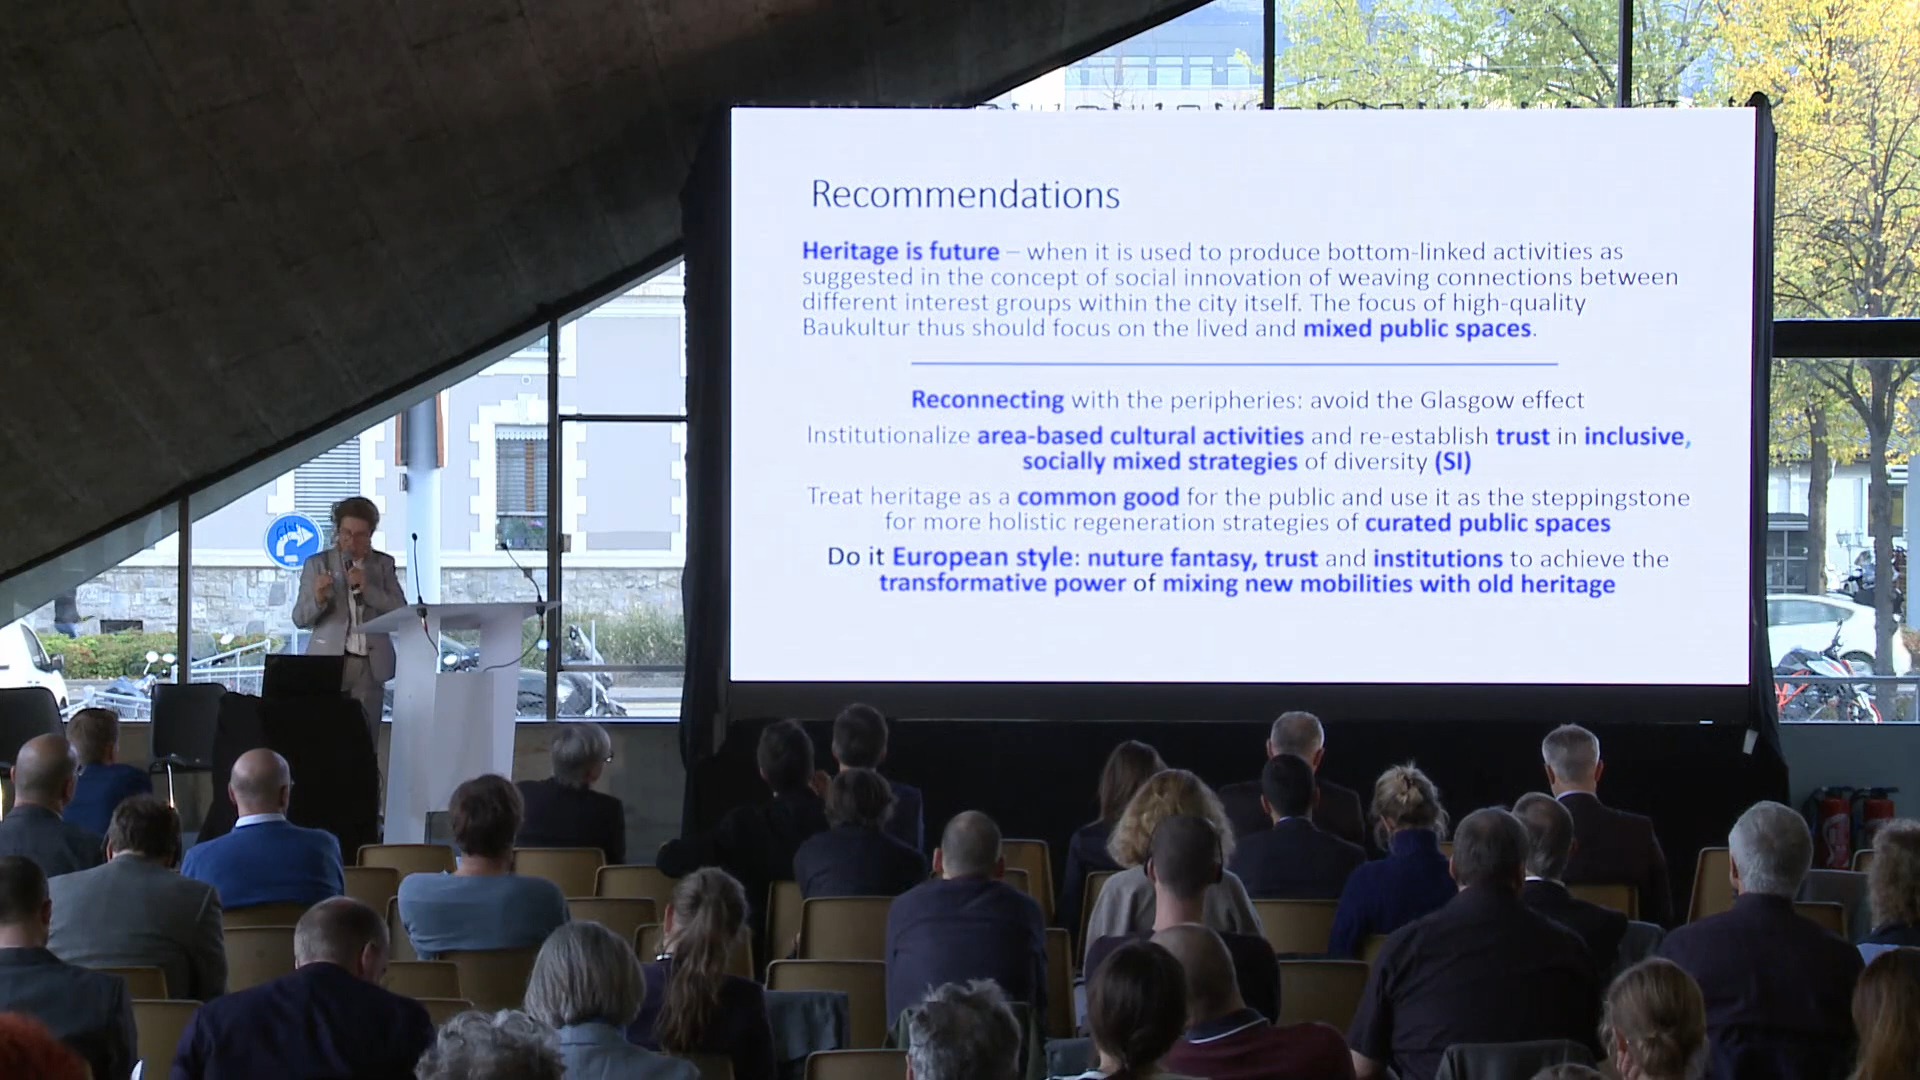 Recommendations
Heritage is future – when it is used to produce bottom-linked activities as
suggested in the concept of social innovation of weaving connections between
different interest groups within the city itself. The focus of high-quality
Baukultur thus should focus on the lived and mixed public spaces.
Reconnecting with the peripheries: avoid the Glasgow effect
Institutionalize area-based cultural activities and re-establish trust in inclusive,
socially mixed strategies of diversity (SI)
Treat heritage as a common good for the public and use it as the steppingstone
for more holistic regeneration strategies of curated public spaces
Do it European style: nuture fantasy, trust and institutions to achieve the
transformative power of mixing new mobilities with old heritage